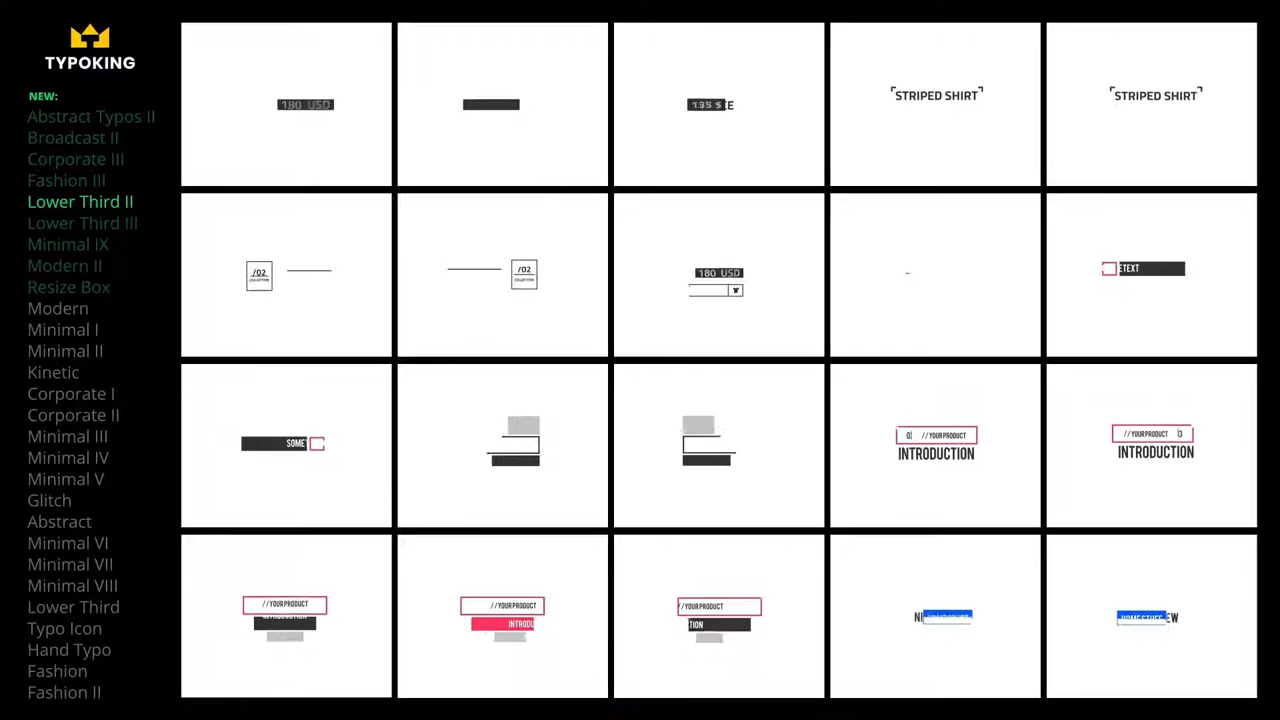 TYPOKING
NEW:
Abstract Typos II
Broadcast II
Corporate III
Fashion III
Lower Third II
Lower Third III
Minimal IX
Modern II
Resize Box
Modern
Minimal I
Minimal II
Kinetic
Corporate I
Corporate II
Minimal III
Minimal IV
Minimal V
Glitch
Abstract
Minimal VI
Minimal VII
Minimal VIII
Lower Third
Typo Icon
Hand Typo
Fashion
Fashion II
180 USD
135 $
STRIPED SHIRT
STRIPED SHIRT
/02
/02
180 USD
E TEXT
SOME
// YOUR PRODUCT
INTRODUCTION
// YOUR PRODUCT 3
INTRODUCTION
// YOUR PRODUCT
// YOUR PRODUCT
INTRODU
// YOUR PRODUCT
TION